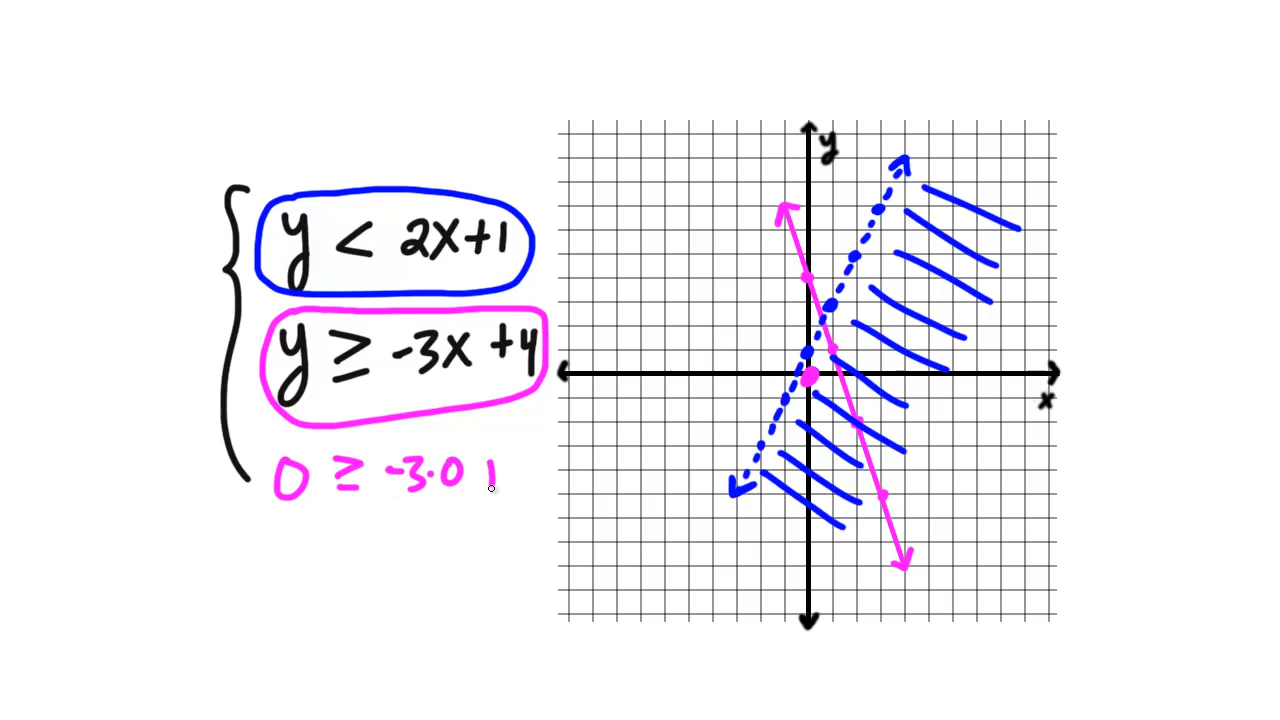 y < 2x+1
y ≥ -3x +4
0 ≥ -3·0
y
x